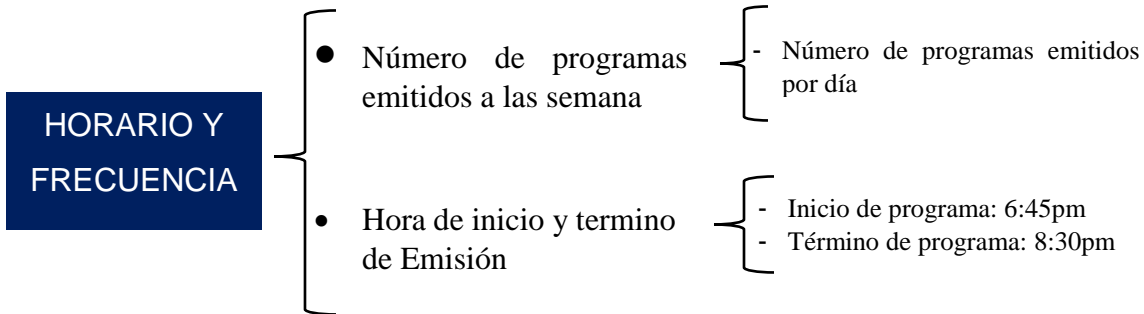 HORARIO Y
FRECUENCIA
● Número de programas
emitidos a las semana
- Número de programas emitidos
por día
● Hora de inicio y termino
de Emisión
- Inicio de programa: 6:45pm
- Término de programa: 8:30pm